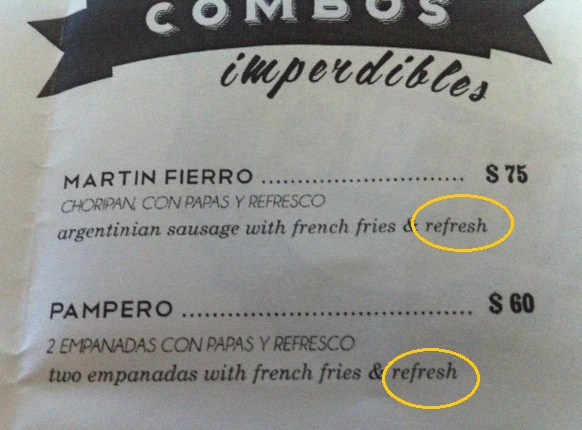 COMBOS
imperdibles
MARTIN FIERRO ............................. $ 75
CHORIPAN, CON PAPAS Y REFRESCO
argentinian sausage with french fries & refresh
PAMPERO ......................................... $ 60
2 EMPANADAS CON PAPAS Y REFRESCO
two empanadas with french fries & refresh